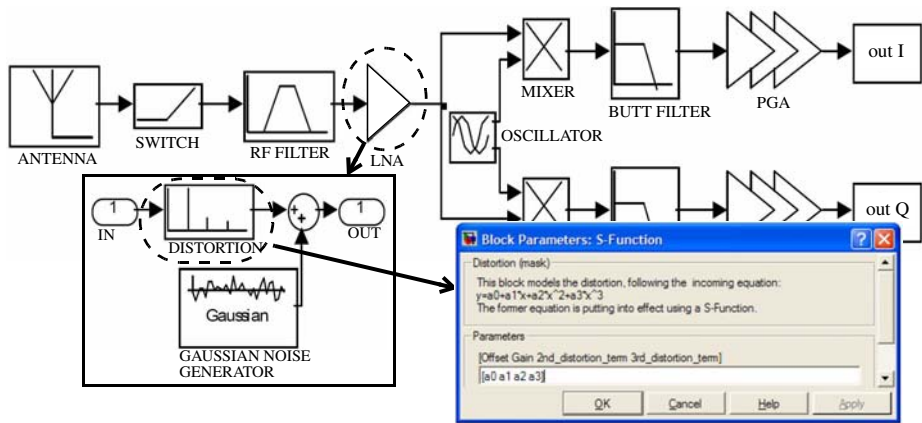 out I
MIXER
BUTT FILTER
PGA
ANTENNA
SWITCH
RF FILTER
LNA
OSCILLATOR
out Q
1
IN
DISTORTION
1
OUT
Gaussian
GAUSSIAN NOISE
GENERATOR
Block Parameters: S-Function
Distortion (mask)
This block models the distortion, following the incoming equation:
y=a0+a1*x+a2*x^2+a3*x^3
The former equation is putting into effect using a S-Function.
Parameters
[Offset Gain 2nd_distortion_term 3rd_distortion_term]
[a0 a1 a2 a3]
OK Cancel Help Apply